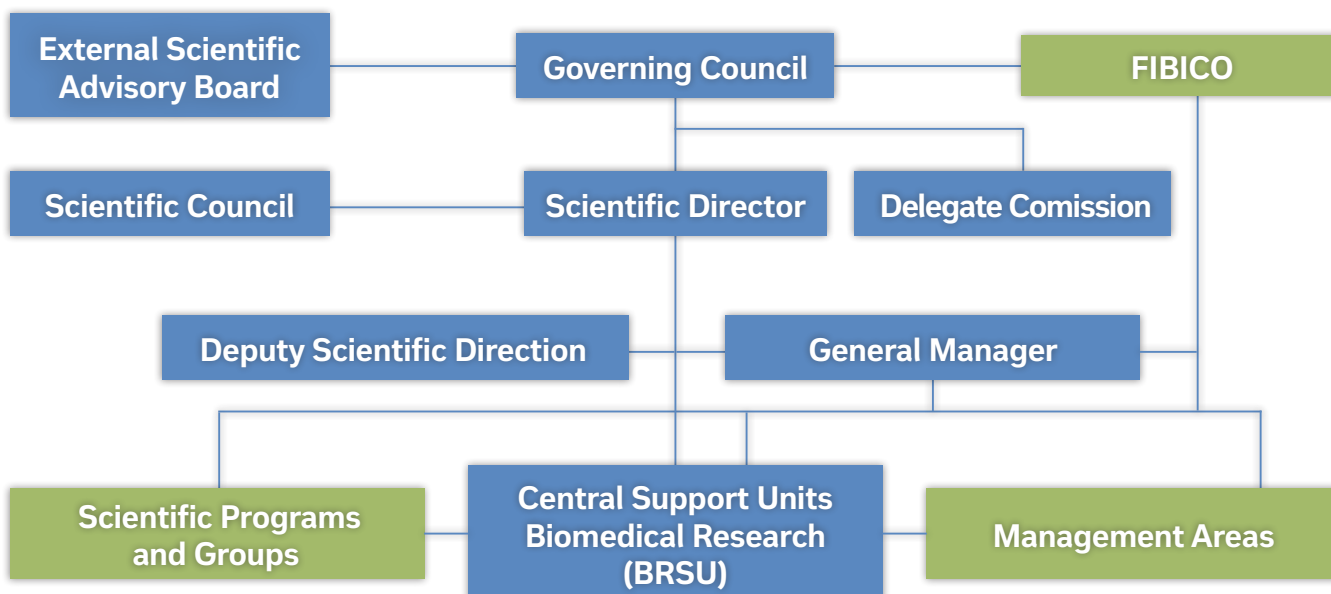 External Scientific
Advisory Board
Governing Council
FIBICO
Scientific Council
Scientific Director
Delegate Comission
Deputy Scientific Direction
General Manager
Scientific Programs
and Groups
Central Support Units
Biomedical Research
(BRSU)
Management Areas